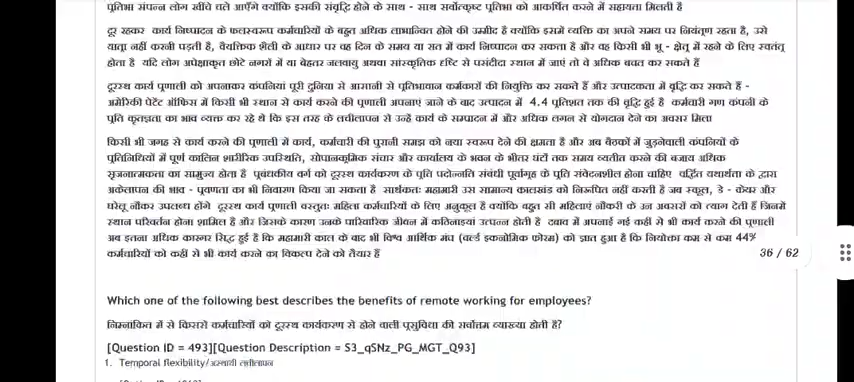 प्रतिभा संपन्न लोग खींचे चले आएँगे क्योंकि इसकी संवृद्धि होने के साथ - साथ सर्वोत्कृष्ट प्रतिभा को आकर्षित करने में सहायता मिलती है
दूर रहकर कार्य निष्पादन के फलस्वरूप कर्मचारियों के बहुत अधिक लाभान्वित होने की उम्मीद है क्योंकि इसमें व्यक्ति का अपने समय पर नियंत्रण रहता है, उसे
यात्रा नहीं करनी पड़ती है, वैयक्तिक शैली के आधार पर वह दिन के समय या रात में कार्य निष्पादन कर सकता है और वह किसी भी भू - क्षेत्र में रहने के लिए स्वतंत्र
होता है यदि लोग अपेक्षाकृत छोटे नगरों में या बेहतर जलवायु अथवा सांस्कृतिक दृष्टि से पसंदीदा स्थान में जाएं तो वे अधिक बचत कर सकते हैं
दूरस्थ कार्य प्रणाली को अपनाकर कंपनियां पूरी दुनिया से आसानी से प्रतिभावान कर्मकारों की नियुक्ति कर सकते हैं और उत्पादकता में वृद्धि कर सकते हैं -
अमेरिकी पेटेंट ऑफिस में किसी भी स्थान से कार्य करने की प्रणाली अपनाए जाने के बाद उत्पादन में 4.4 प्रतिशत तक की वृद्धि हुई है कर्मचारी गण कंपनी के
प्रति कृतज्ञता का भाव व्यक्त कर रहे थे कि इस तरह के लचीलापन से उन्हें कार्य के सम्पादन में और अधिक लगन से योगदान देने का अवसर मिला
किसी भी जगह से कार्य करने की प्रणाली में कार्य, कर्मचारी की पुरानी समझ को नया स्वरूप देने की क्षमता है और अब बैठकों में जुड़नेवाली कंपनियों के
प्रतिनिधियों में पूर्ण कालिन शारीरिक उपस्थिति, सोपानक्रमिक संचार और कार्यालय के भवन के भीतर घंटों तक समय व्यतीत करने की बजाय अधिक
सृजनात्मकता का सामुज्य होता है प्रबंधकीय वर्ग को दूरस्थ कार्यकरण के प्रति पदोन्नति संबंधी पूर्वाग्रह के प्रति संवेदनशील होना चाहिए वर्द्धित यथार्थता के द्वारा
अकेलापन की भाव - प्रवणता का भी निवारण किया जा सकता है सार्थकतः महामारी उस सामान्य कालखंड को निरूपित नहीं करती है जब स्कूल, डे - केयर और
घरेलू नौकर उपलब्ध होंगे दूरस्थ कार्य प्रणाली वस्तुतः महिला कर्मचारियों के लिए अनुकूल है क्योंकि बहुत सी महिलाएं नौकरी के उन अवसरों को त्याग देती हैं जिनमें
स्थान परिवर्तन होना शामिल है और जिसके कारण उनके पारिवारिक जीवन में कठिनाइयां उत्पन्न होती है दबाव में अपनाई गई कहीं से भी कार्य करने की प्रणाली
अब इतना अधिक कारगर सिद्ध हुई है कि महामारी काल के बाद भी विश्व आर्थिक मंच (वर्ल्ड इकनोमिक फ़ोरम) को ज्ञात हुआ है कि नियोक्ता कम से कम 44%
कर्मचारियों को कहीं से भी कार्य करने का विकल्प देने को तैयार हैं
36 / 62
Which one of the following best describes the benefits of remote working for employees?
निम्नांकित में से किससे कर्मचारियों को दूरस्थ कार्यकरण से होने वाली प्रसुविधा की सर्वोत्तम व्याख्या होती है?
[Question ID = 493][Question Description = S3_qSNz_PG_MGT_Q93]
1. Temporal flexibility/अस्थायी लचीलापन